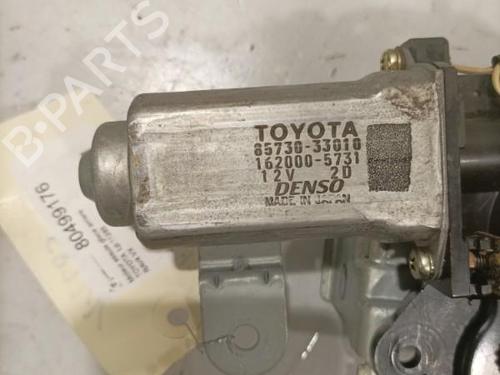 TOYOTA
85730-33010
162000-5731
12V 2D
DENSO
MADE IN JAPAN
80499176
B-Parts